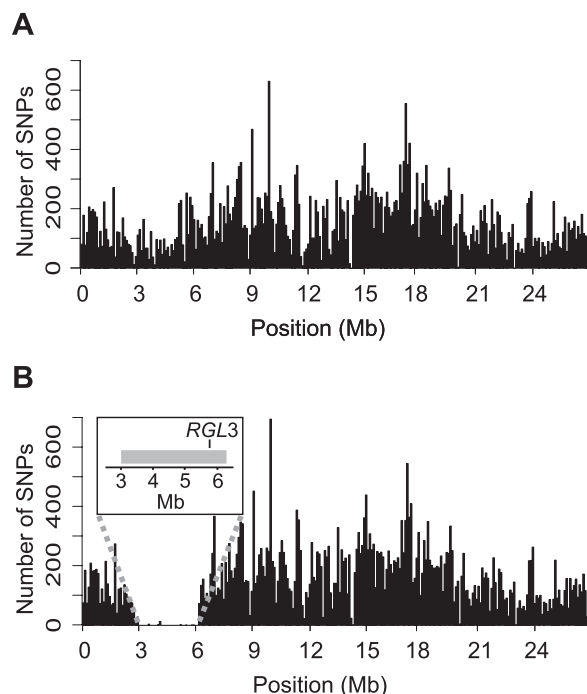 A
Number of SNPs
600
400
200
0
0 3 6 9 12 15 18 21 24
Position (Mb)
B
Number of SNPs
600
400
200
0
RGL3
3 4 5 6
Mb
0 3 6 9 12 15 18 21 24
Position (Mb)